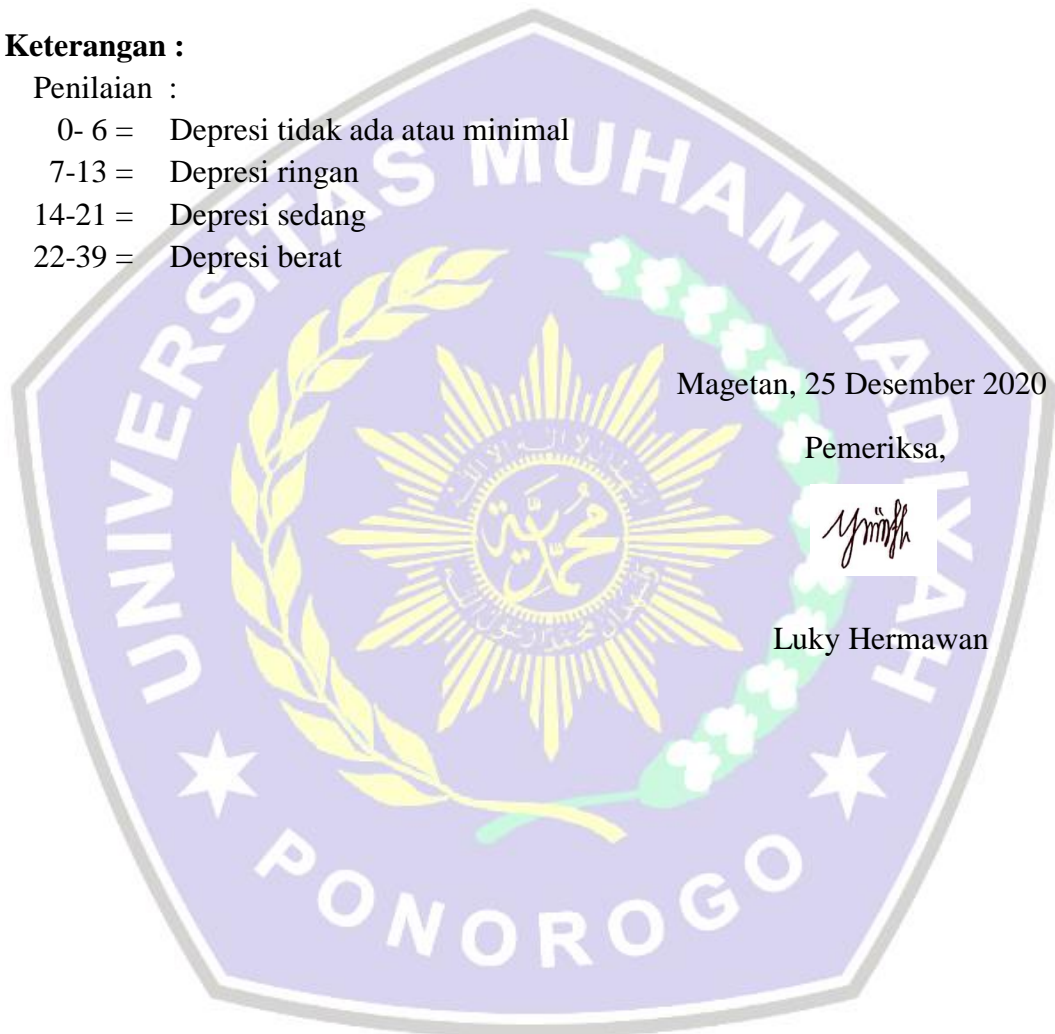 Keterangan :
Penilaian :
0- 6 = Depresi tidak ada atau minimal
7-13 = Depresi ringan
14-21 = Depresi sedang
22-39 = Depresi berat
Magetan, 25 Desember 2020
Pemeriksa,
Luky Hermawan
UNIVERSITAS MUHAMMADIYAH
PONOROGO
محمدية